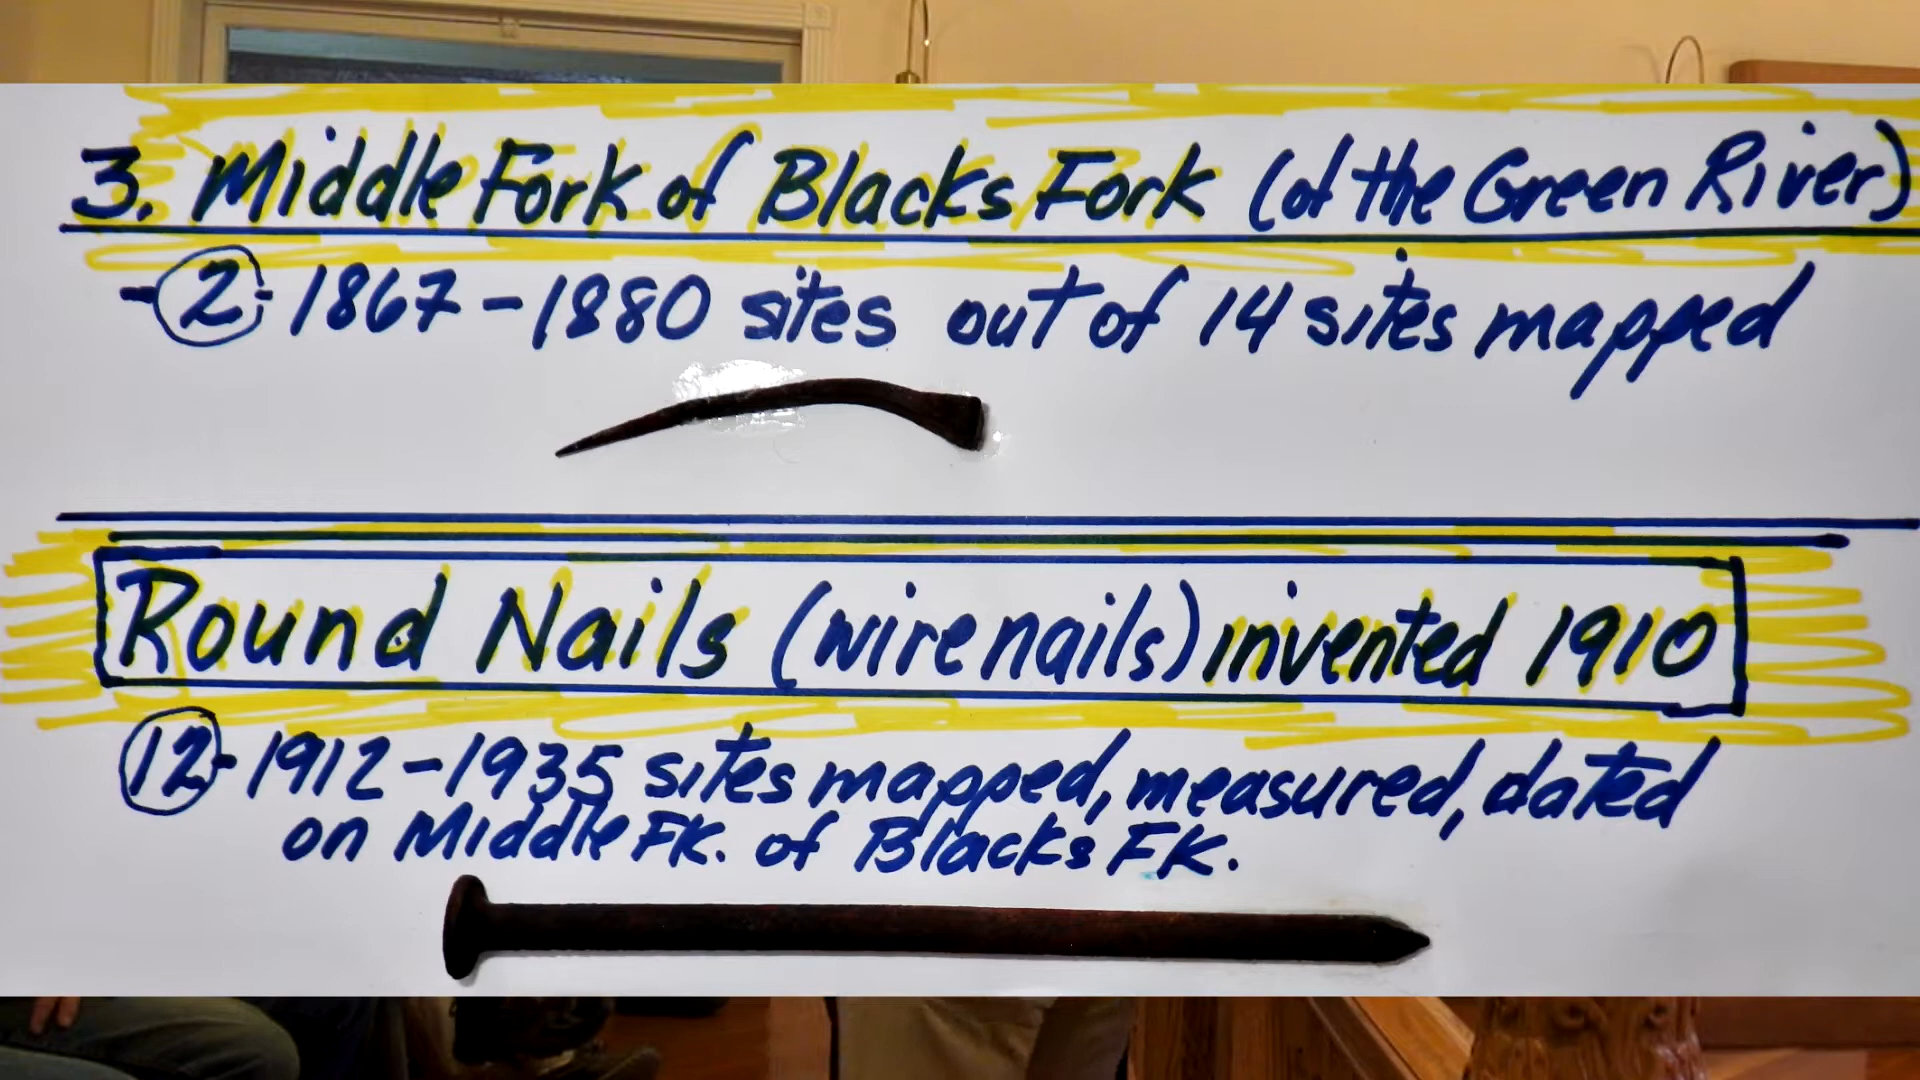 3. Middle Fork of Blacks Fork (of the Green River)
-2- 1867-1880 sites out of 14 sites mapped
Round Nails (wire nails) invented 1910
12-1912-1935 sites mapped, measured, dated
on Middle FK. of Blacks FK.